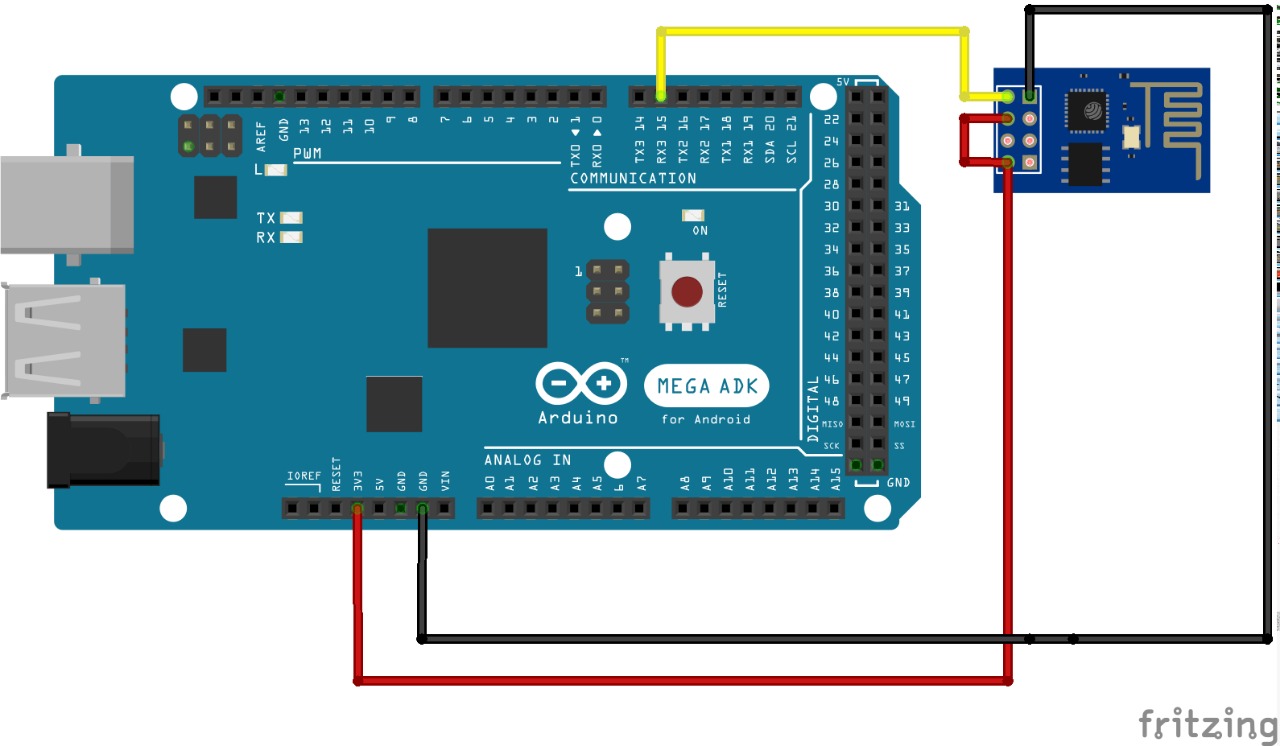 5V
AREF
GND
13
12
11
10
9
8
7
6
5
4
3
2
TX0 ◄ 1
RX0 ► 0
TX3 14
RX3 15
TX2 16
RX2 17
TX1 18
RX1 19
SDA 20
SCL 21
22
24
26
28
30 31
32 33
34 35
36 37
38 39
40 41
42 43
44 45
46 47
48 49
MISO MOSI
SCK SS
GND
PWM
L
COMMUNICATION
TX
RX
ON
1
RESET
™
Arduino
MEGA ADK
for Android
DIGITAL
ANALOG IN
IOREF
RESET
3V3
5V
GND
GND
VIN
A0
A1
A2
A3
A4
A5
6
A7
A8
A9
A10
A11
A12
A13
A14
A15
fritzing